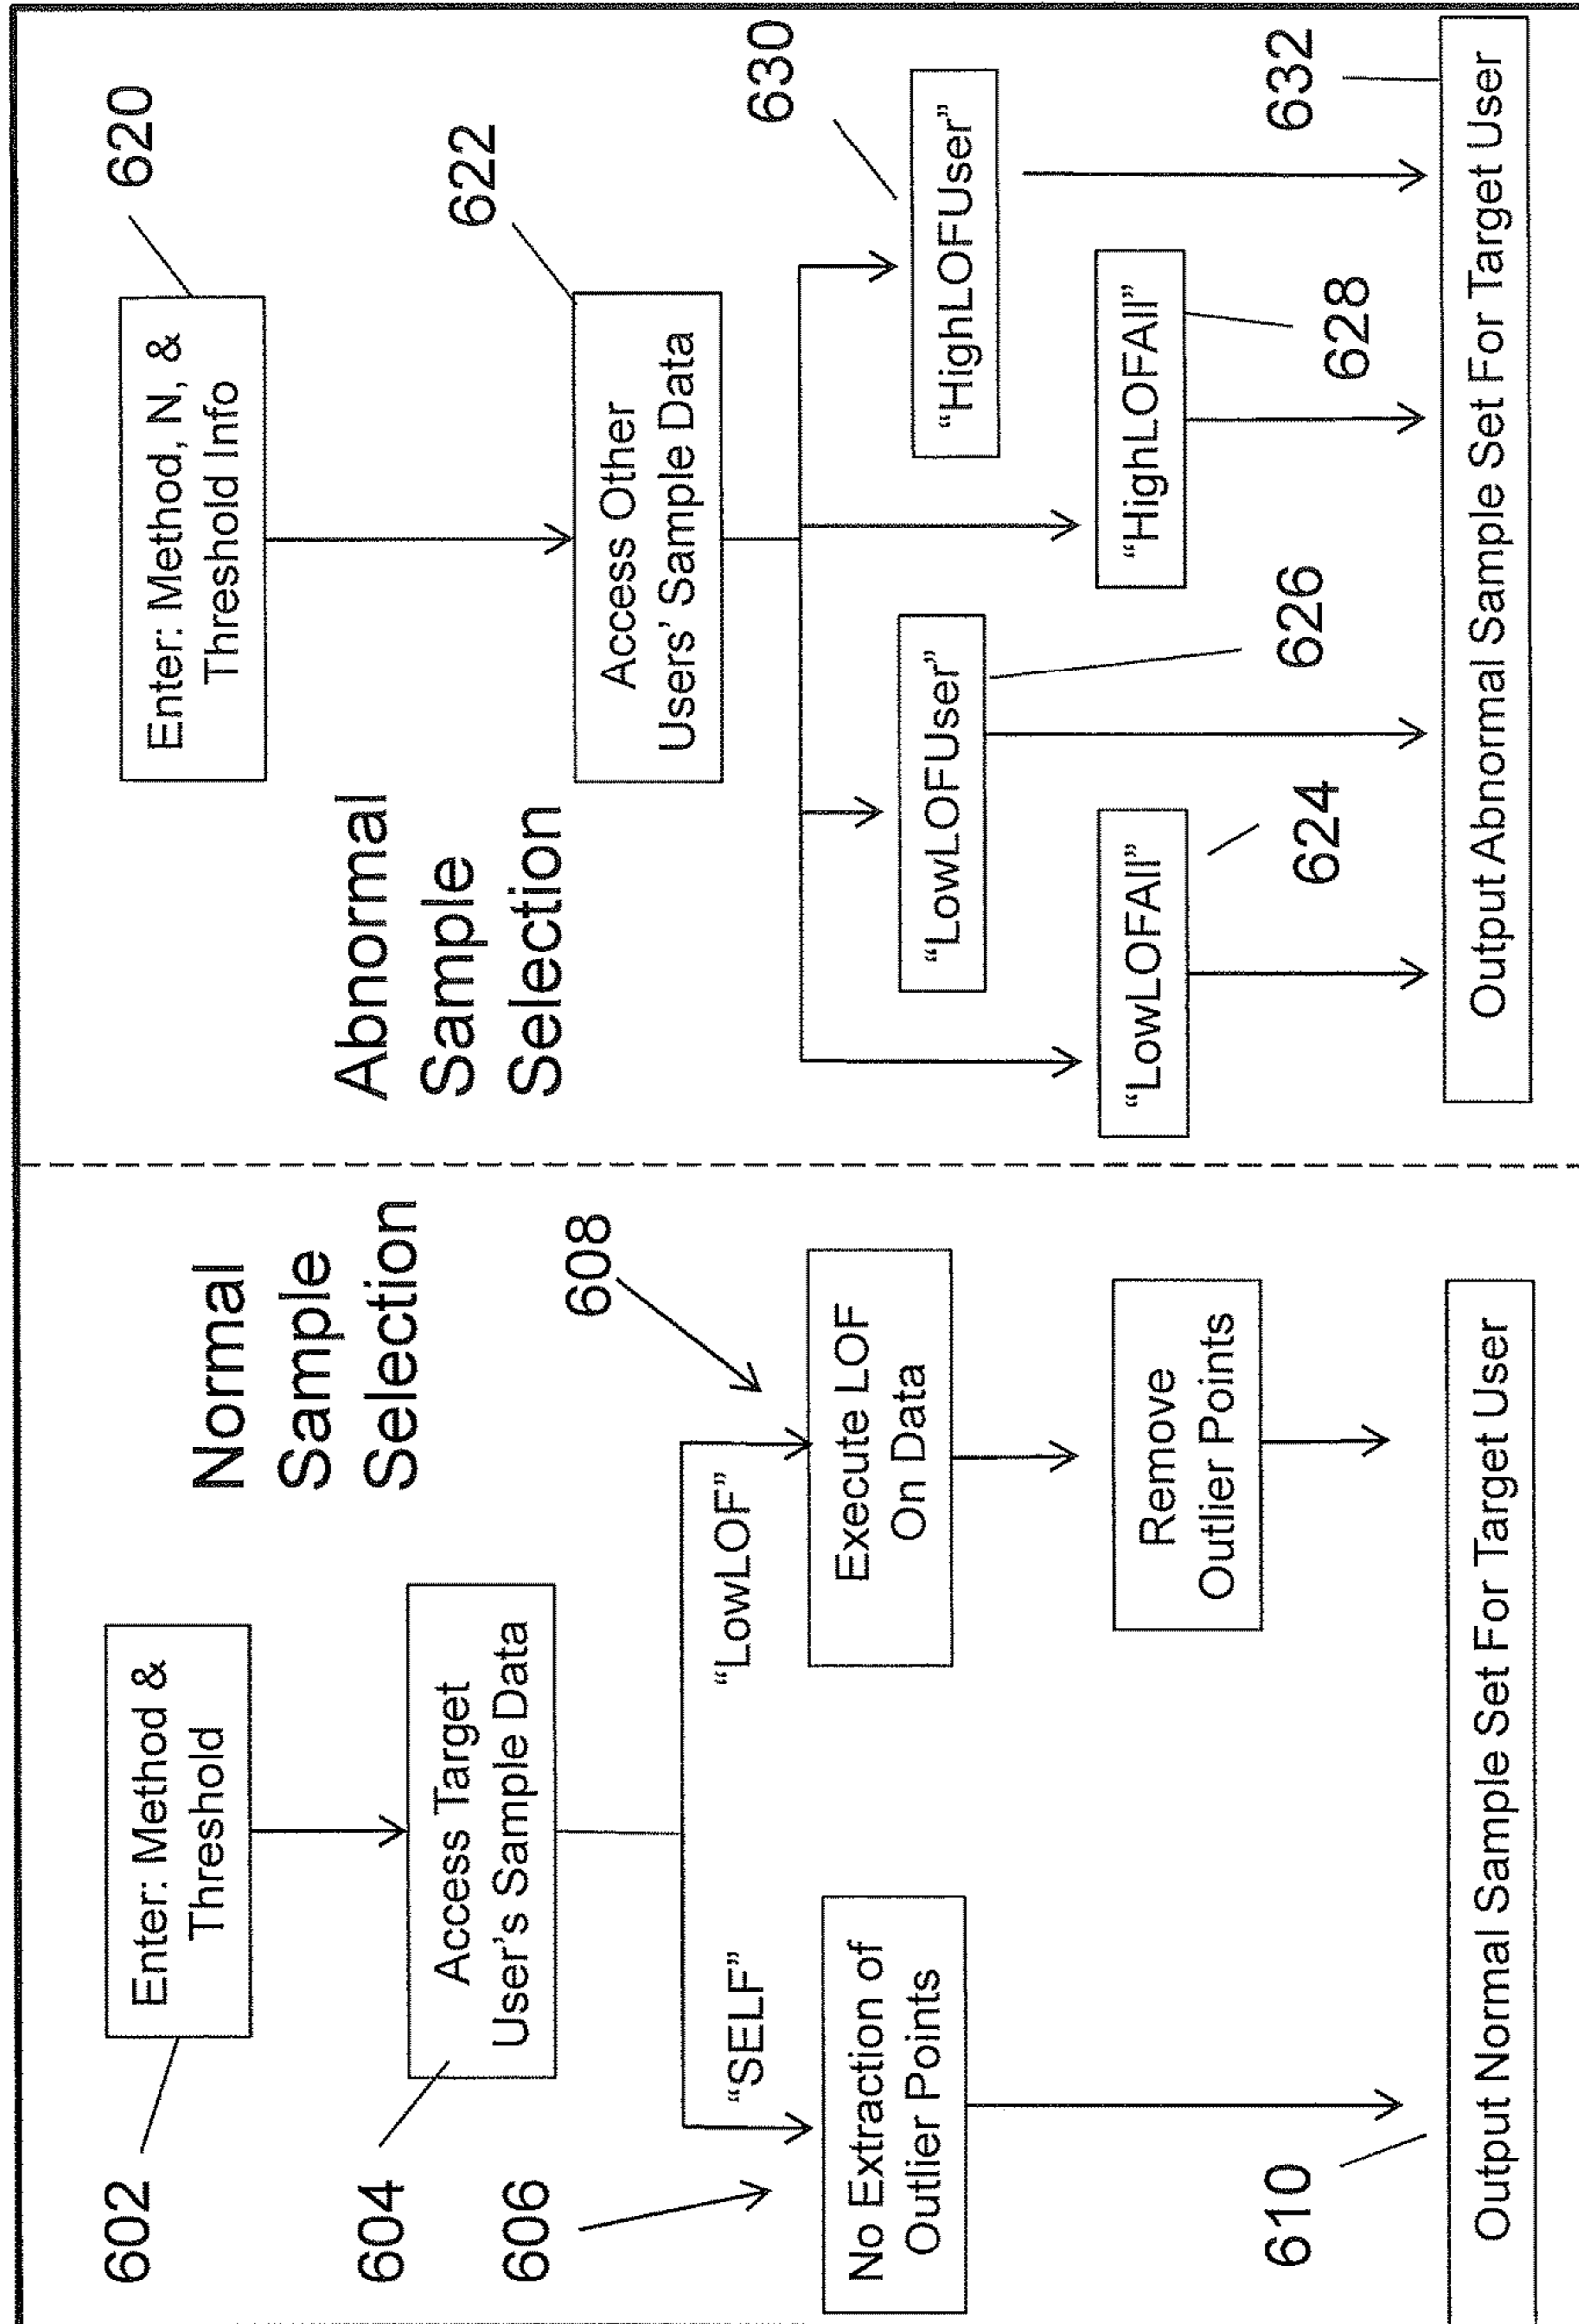 Normal
Sample
Selection
602
Enter: Method &
Threshold
604
Access Target
User's Sample Data
606
"SELF"
"LowLOF"
608
No Extraction of
Outlier Points
Execute LOF
On Data
Remove
Outlier Points
610
Output Normal Sample Set For Target User
Abnormal
Sample
Selection
620
Enter: Method, N, &
Threshold Info
622
Access Other
Users' Sample Data
630
"LowLOFUser"
"HighLOFUser"
626
"LowLOFAll"
"HighLOFAll"
624
628
632
Output Abnormal Sample Set For Target User